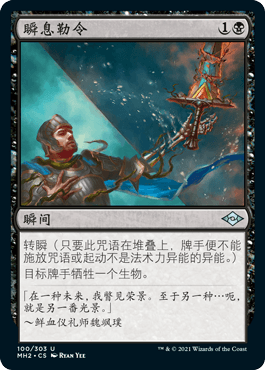 瞬息勒令 1
瞬间
转瞬（只要此咒语在堆叠上，牌手便不能
施放咒语或起动不是法术力异能的异能。）
目标牌手牺牲一个生物。
「在一种未来，我瞥见荣景。至于另一种…呃，
就是另一番光景。」
～鲜血仪礼师魏飒璞
100/303 U
MH2 • CS RYAN YEE
™ & © 2021 Wizards of the Coast